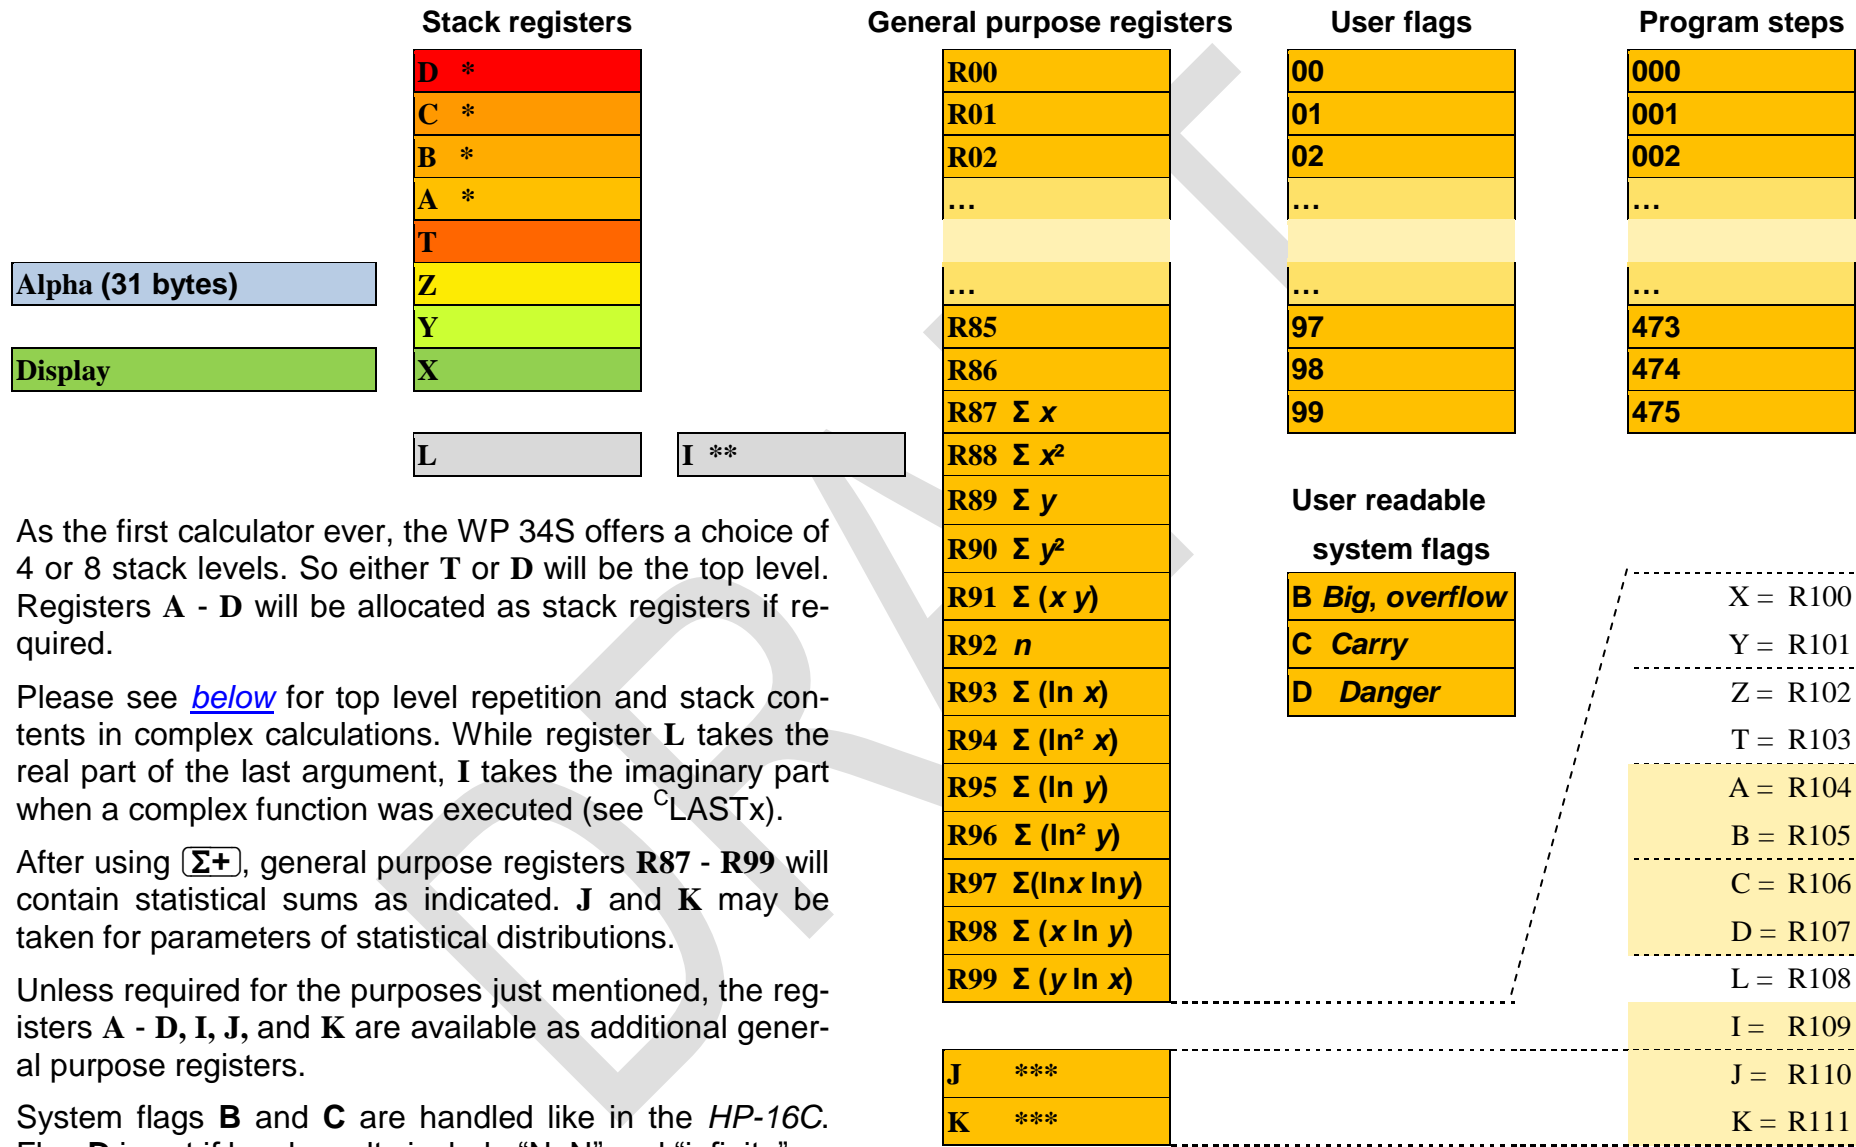 Stack registers
General purpose registers
User flags
Program steps
D *
C *
B *
A *
T
Z
Y
X
Alpha (31 bytes)
Display
L
I **
R00
R01
R02
…
…
R85
R86
R87 Σ x
R88 Σ x²
R89 Σ y
R90 Σ y²
R91 Σ (x y)
R92 n
R93 Σ (ln x)
R94 Σ (ln² x)
R95 Σ (ln y)
R96 Σ (ln² y)
R97 Σ(lnx lny)
R98 Σ (x ln y)
R99 Σ (y ln x)
J ***
K ***
00
01
02
…
…
97
98
99
User readable
system flags
B Big, overflow
C Carry
D Danger
000
001
002
…
…
473
474
475
X = R100
Y = R101
Z = R102
T = R103
A = R104
B = R105
C = R106
D = R107
L = R108
I = R109
J = R110
K = R111
As the first calculator ever, the WP 34S offers a choice of
4 or 8 stack levels. So either T or D will be the top level.
Registers A - D will be allocated as stack registers if re-
quired.
Please see below for top level repetition and stack con-
tents in complex calculations. While register L takes the
real part of the last argument, I takes the imaginary part
when a complex function was executed (see ᶜLASTx).
After using Σ+, general purpose registers R87 - R99 will
contain statistical sums as indicated. J and K may be
taken for parameters of statistical distributions.
Unless required for the purposes just mentioned, the reg-
isters A - D, I, J, and K are available as additional gener-
al purpose registers.
System flags B and C are handled like in the HP-16C.
DRAFT